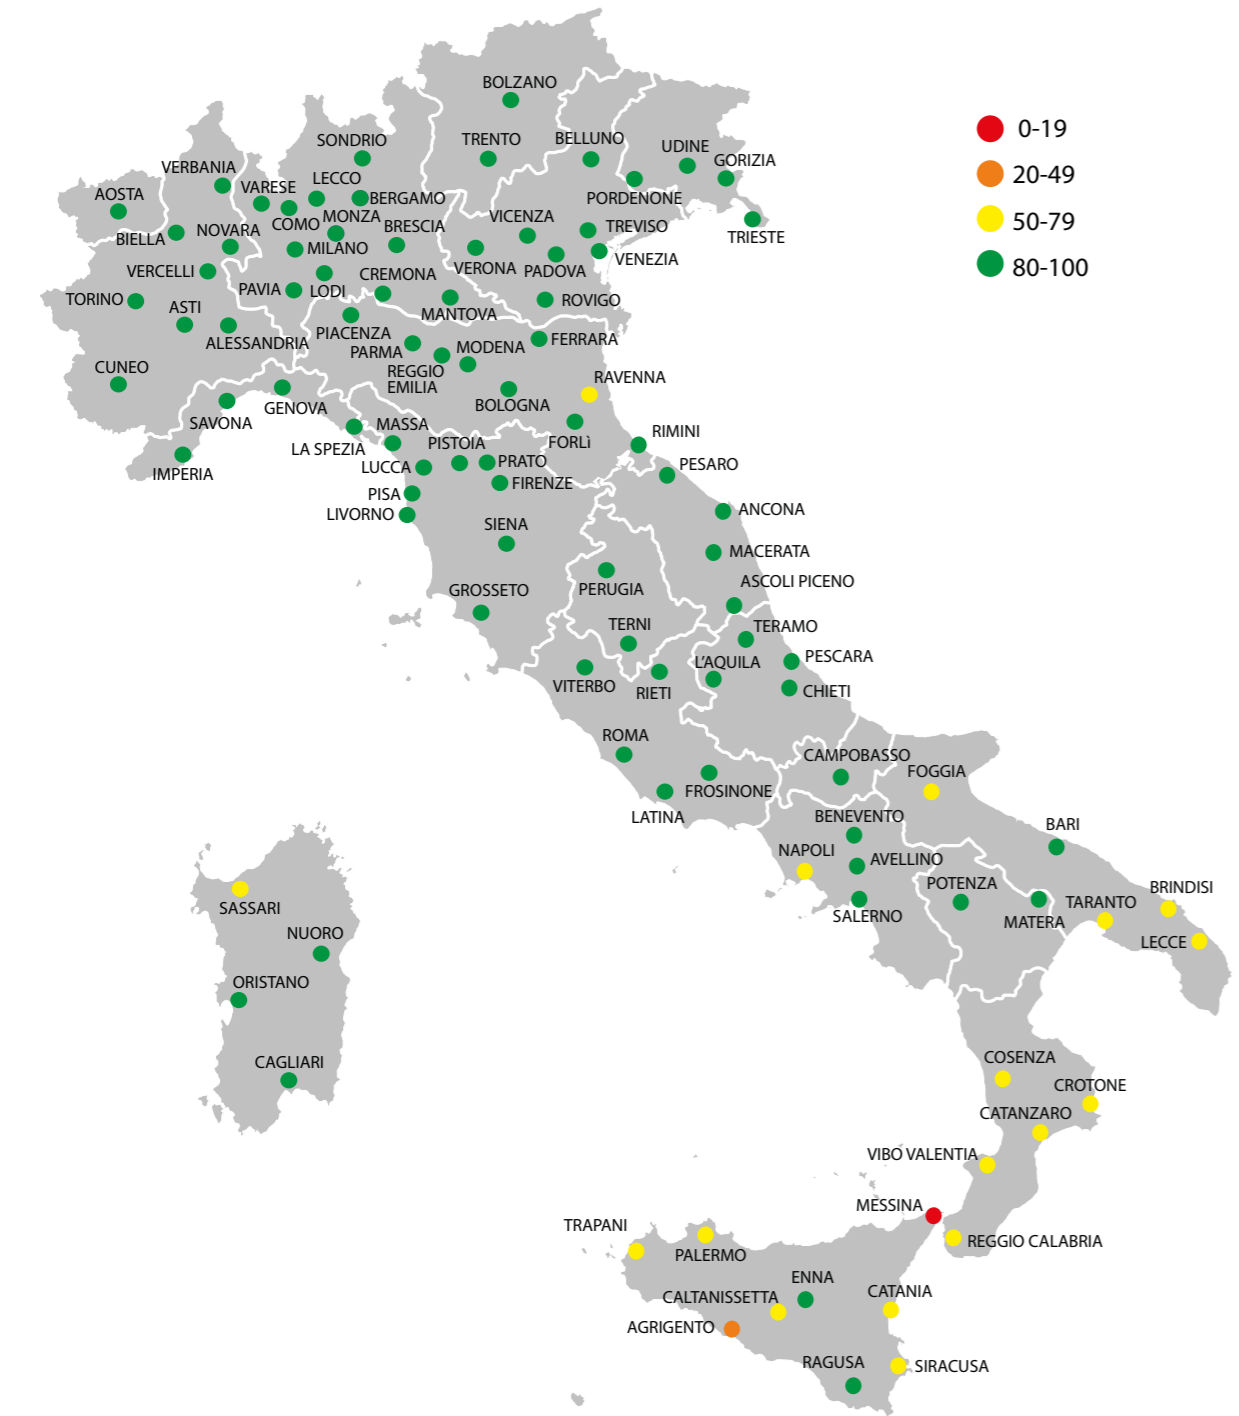 BOLZANO
0-19
SONDRIO
TRENTO
BELLUNO
UDINE
GORIZIA
VERBANIA
20-49
AOSTA
VARESE
LECCO
BERGAMO
PORDENONE
COMO
MONZA
VICENZA
50-79
BIELLA
NOVARA
BRESCIA
TREVISO
TRIESTE
MILANO
VENEZIA
VERCELLI
CREMONA
VERONA
PADOVA
80-100
TORINO
PAVIA
LODI
ROVIGO
ASTI
MANTOVA
ALESSANDRIA
PIACENZA
PARMA
MODENA
FERRARA
CUNEO
REGGIO
EMILIA
RAVENNA
SAVONA
GENOVA
BOLOGNA
MASSA
LA SPEZIA
PISTOIA
FORLì
RIMINI
IMPERIA
LUCCA
PRATO
PESARO
FIRENZE
PISA
LIVORNO
ANCONA
SIENA
MACERATA
GROSSETO
PERUGIA
ASCOLI PICENO
TERNI
TERAMO
L'AQUILA
PESCARA
VITERBO
RIETI
CHIETI
ROMA
CAMPOBASSO
FOGGIA
FROSINONE
LATINA
BENEVENTO
BARI
NAPOLI
AVELLINO
POTENZA
BRINDISI
SASSARI
SALERNO
MATERA
TARANTO
LECCE
NUORO
ORISTANO
CAGLIARI
COSENZA
CROTONE
CATANZARO
VIBO VALENTIA
MESSINA
TRAPANI
PALERMO
REGGIO CALABRIA
ENNA
CALTANISSETTA
CATANIA
AGRIGENTO
RAGUSA
SIRACUSA